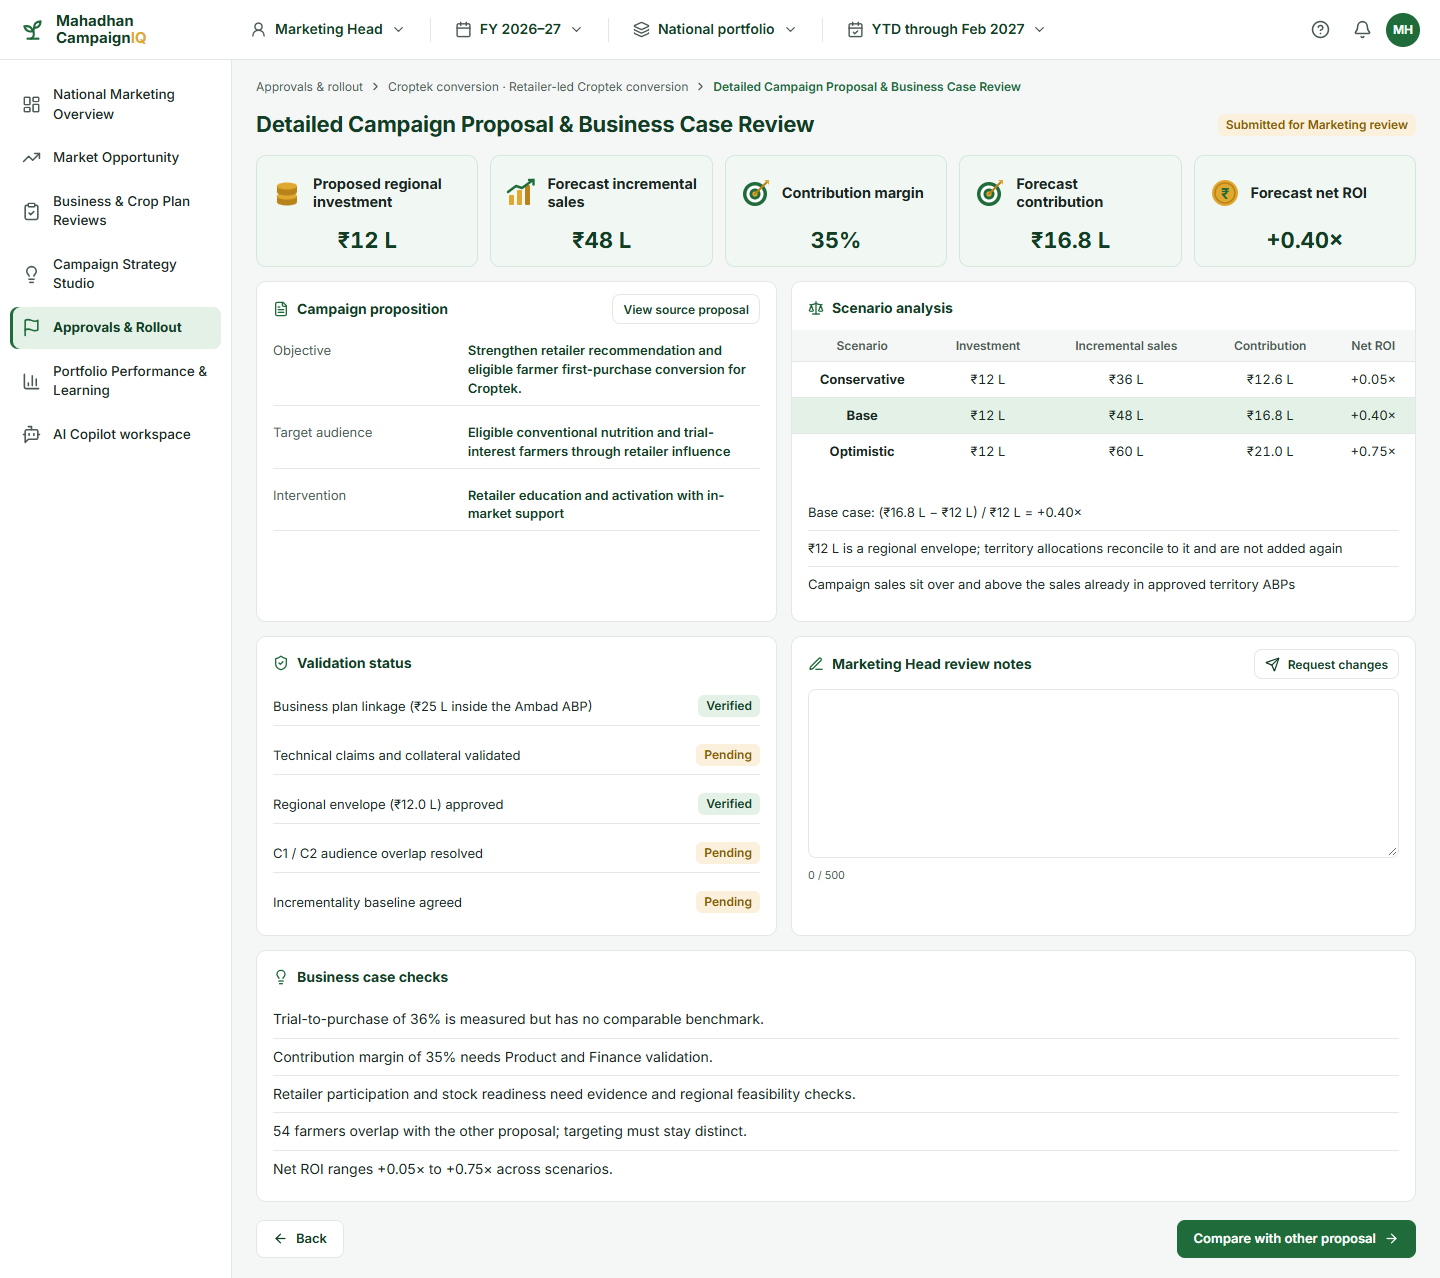 Mahadhan
CampaignIQ
Marketing Head
FY 2026–27
National portfolio
YTD through Feb 2027
MH
National Marketing
Overview
Market Opportunity
Business & Crop Plan
Reviews
Campaign Strategy
Studio
Approvals & Rollout
Portfolio Performance &
Learning
AI Copilot workspace
Approvals & rollout > Croptek conversion · Retailer-led Croptek conversion > Detailed Campaign Proposal & Business Case Review
Detailed Campaign Proposal & Business Case Review
Submitted for Marketing review
Proposed regional
investment
₹12 L
Forecast incremental
sales
₹48 L
Contribution margin
35%
Forecast
contribution
₹16.8 L
₹
Forecast net ROI
+0.40×
Campaign proposition
View source proposal
Objective
Strengthen retailer recommendation and
eligible farmer first-purchase conversion for
Croptek.
Target audience
Eligible conventional nutrition and trial-
interest farmers through retailer influence
Intervention
Retailer education and activation with in-
market support
Scenario analysis
Scenario Investment Incremental sales Contribution Net ROI
Conservative ₹12 L ₹36 L ₹12.6 L +0.05×
Base ₹12 L ₹48 L ₹16.8 L +0.40×
Optimistic ₹12 L ₹60 L ₹21.0 L +0.75×
Base case: (₹16.8 L − ₹12 L) / ₹12 L = +0.40×
₹12 L is a regional envelope; territory allocations reconcile to it and are not added again
Campaign sales sit over and above the sales already in approved territory ABPs
Validation status
Business plan linkage (₹25 L inside the Ambad ABP) Verified
Technical claims and collateral validated Pending
Regional envelope (₹12.0 L) approved Verified
C1 / C2 audience overlap resolved Pending
Incrementality baseline agreed Pending
Marketing Head review notes
Request changes
0 / 500
Business case checks
Trial-to-purchase of 36% is measured but has no comparable benchmark.
Contribution margin of 35% needs Product and Finance validation.
Retailer participation and stock readiness need evidence and regional feasibility checks.
54 farmers overlap with the other proposal; targeting must stay distinct.
Net ROI ranges +0.05× to +0.75× across scenarios.
Back
Compare with other proposal